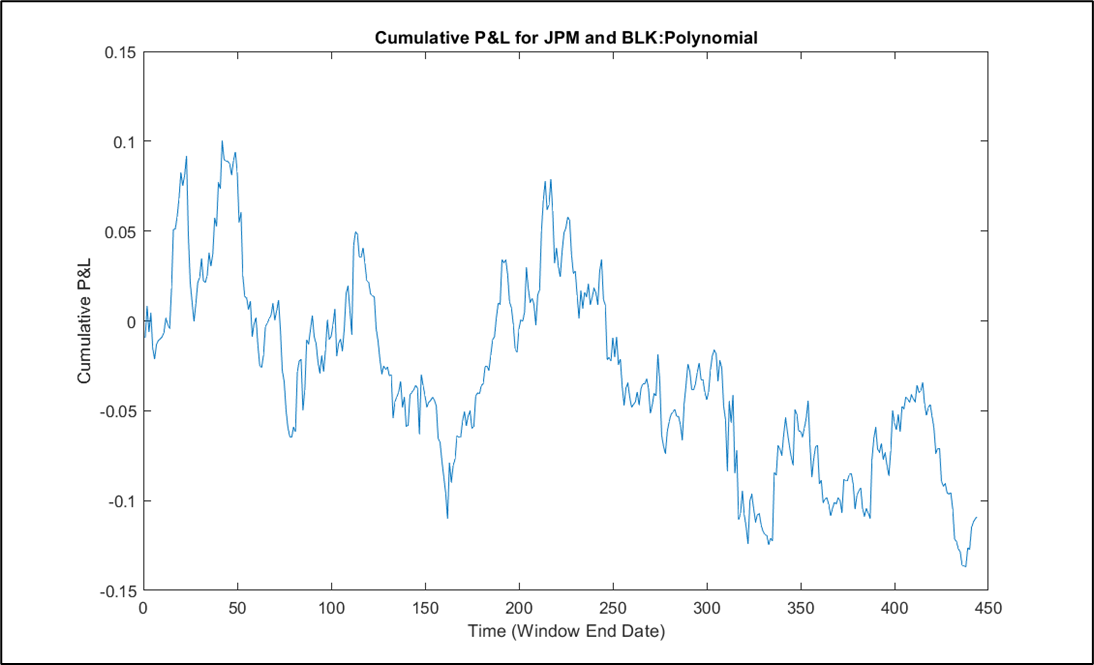 Cumulative P&L for JPM and BLK:Polynomial
0.15
0.1
0.05
0
-0.05
-0.1
-0.15
Cumulative P&L
0 50 100 150 200 250 300 350 400 450
Time (Window End Date)